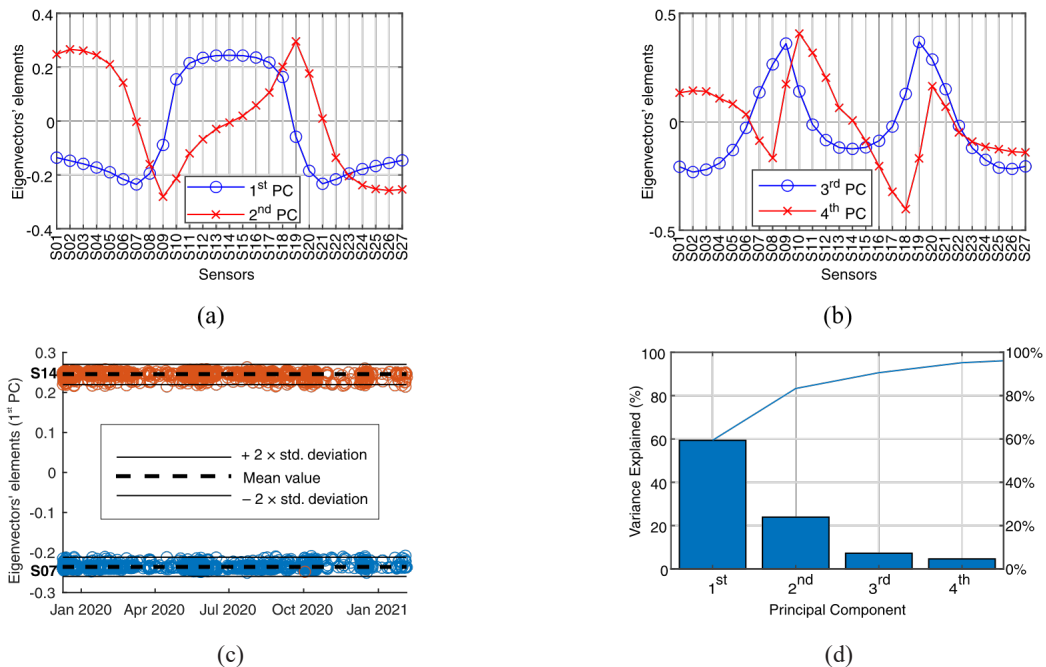 0.4
0.2
0
-0.2
-0.4
Eigenvectors' elements
1st PC
2nd PC
S01 S02 S03 S04 S05 S06 S07 S08 S09 S10 S11 S12 S13 S14 S15 S16 S17 S18 S19 S20 S21 S22 S23 S24 S25 S26 S27
Sensors
(a)
0.5
0
-0.5
Eigenvectors' elements
3rd PC
4th PC
S01 S02 S03 S04 S05 S06 S07 S08 S09 S10 S11 S12 S13 S14 S15 S16 S17 S18 S19 S20 S21 S22 S23 S24 S25 S26 S27
Sensors
(b)
0.3
S14
0.2
0.1
0
-0.1
-0.2
S07
-0.3
Eigenvectors' elements (1st PC)
+ 2 × std. deviation
Mean value
− 2 × std. deviation
Jan 2020 Apr 2020 Jul 2020 Oct 2020 Jan 2021
(c)
100
80
60
40
20
0
Variance Explained (%)
100%
80%
60%
40%
20%
0%
1st 2nd 3rd 4th
Principal Component
(d)